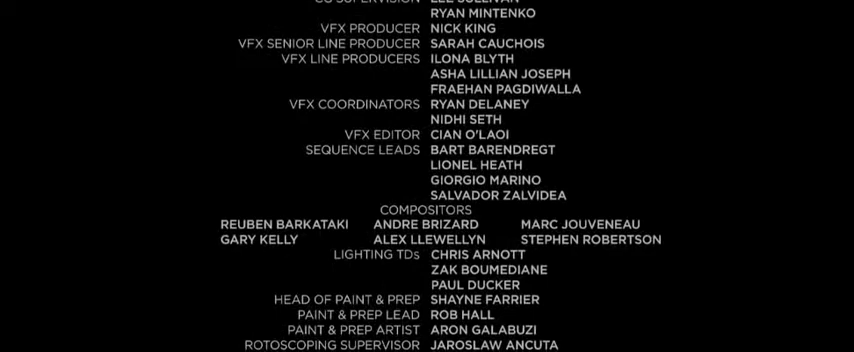 CG SUPERVISION LEE SULLIVAN
RYAN MINTENKO
VFX PRODUCER NICK KING
VFX SENIOR LINE PRODUCER SARAH CAUCHOIS
VFX LINE PRODUCERS ILONA BLYTH
ASHA LILLIAN JOSEPH
FRAEHAN PAGDIWALLA
VFX COORDINATORS RYAN DELANEY
NIDHI SETH
VFX EDITOR CIAN O'LAOI
SEQUENCE LEADS BART BARENDREGT
LIONEL HEATH
GIORGIO MARINO
SALVADOR ZALVIDEA
COMPOSITORS
REUBEN BARKATAKI ANDRE BRIZARD MARC JOUVENEAU
GARY KELLY ALEX LLEWELLYN STEPHEN ROBERTSON
LIGHTING TDs CHRIS ARNOTT
ZAK BOUMEDIANE
PAUL DUCKER
HEAD OF PAINT & PREP SHAYNE FARRIER
PAINT & PREP LEAD ROB HALL
PAINT & PREP ARTIST ARON GALABUZI
ROTOSCOPING SUPERVISOR JAROSLAW ANCUTA